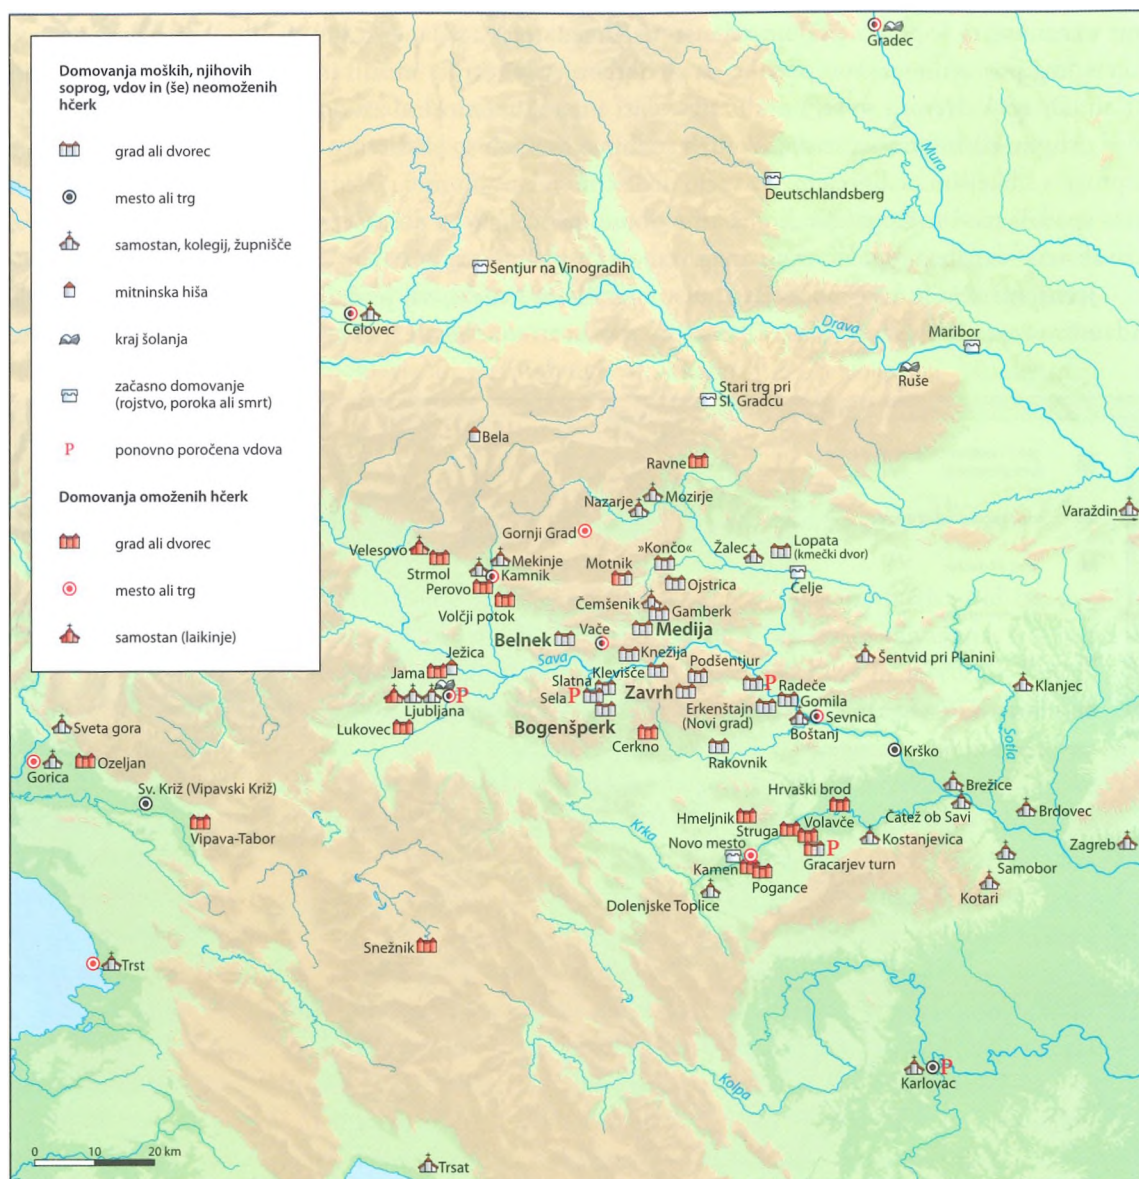 Domovanja moških, njihovih
soprog, vdov in (še) neomoženih
hčerk
grad ali dvorec
mesto ali trg
samostan, kolegij, župnišče
mitninska hiša
kraj šolanja
začasno domovanje
(rojstvo, poroka ali smrt)
P ponovno poročena vdova
Domovanja omoženih hčerk
grad ali dvorec
mesto ali trg
samostan (laikinje)
Gradec
Mura
Deutschlandsberg
Šentjur na Vinogradih
Celovec
Drava
Maribor
Ruše
Stari trg pri
Sl. Gradcu
Bela
Ravne
Nazarje
Mozirje
Varaždin
Gornji Grad
Velesovo
Strmol
Mekinje
Kamnik
Perovo
Volčji potok
Motnik
»Končo«
Ojstrica
Žalec
Lopata
(kmečki dvor)
Celje
Čemšenik
Gamberk
Vače
Medija
Belnek
Ježica
Jama
Sava
Knežija
Klevišče
Podšentjur
Šentvid pri Planini
Klanjec
Ljubljana
P
Slatna
Sela
P
Zavrh
P
Radeče
Gomila
Erkenštajn
(Novi grad)
Sevnica
Boštanj
Lukovec
Bogenšperk
Cerkno
Rakovnik
Krško
Sotla
Sveta gora
Gorica
Ozeljan
Sv. Križ (Vipavski Križ)
Vipava-Tabor
Brežice
Hrvaški brod
Čatež ob Savi
Brdovec
Hmeljnik
Struga
Volavče
Kostanjevica
Krka
Novo mesto
P
Gracarjev turn
Kamen
Pogance
Samobor
Zagreb
Kotari
Dolenjske Toplice
Snežnik
Trst
Kolpa
Karlovac
P
Trsat
0 10 20 km